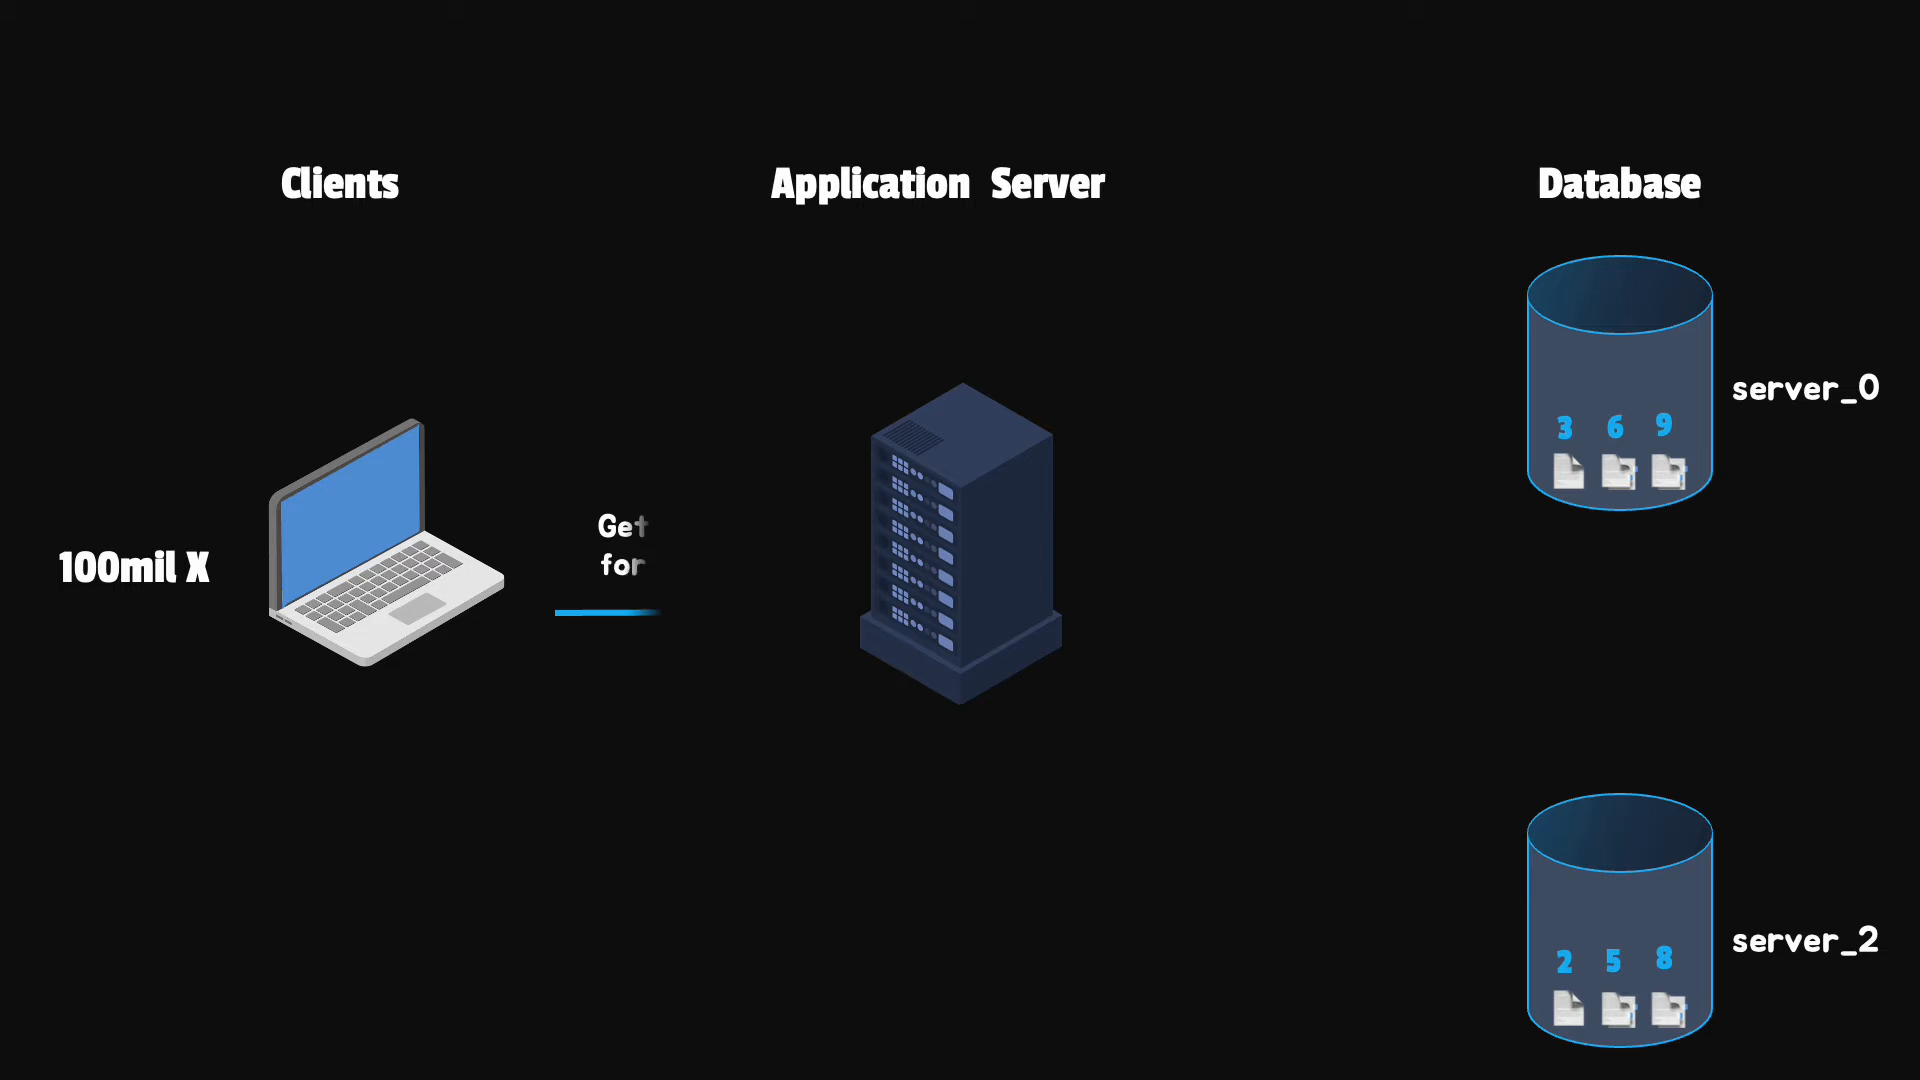 Clients
Application Server
Database
server_0
3 6 9
Get
for
100mil X
server_2
2 5 8